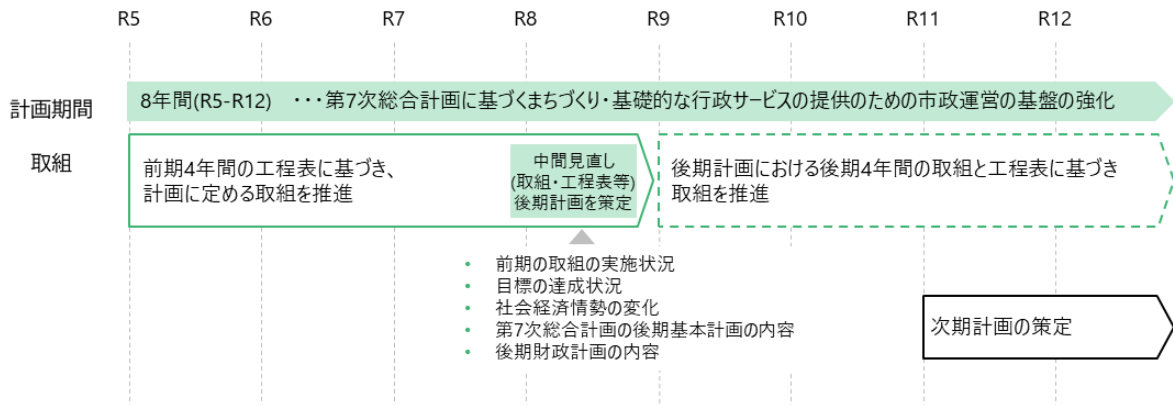 R5 R6 R7 R8 R9 R10 R11 R12
計画期間
8年間(R5-R12) ・・・第7次総合計画に基づくまちづくり・基礎的な行政サービスの提供のための市政運営の基盤の強化
取組
前期4年間の工程表に基づき、
計画に定める取組を推進
中間見直し
(取組・工程表等)
後期計画を策定
後期計画における後期4年間の取組と工程表に基づき
取組を推進
• 前期の取組の実施状況
• 目標の達成状況
• 社会経済情勢の変化
• 第7次総合計画の後期基本計画の内容
• 後期財政計画の内容
次期計画の策定